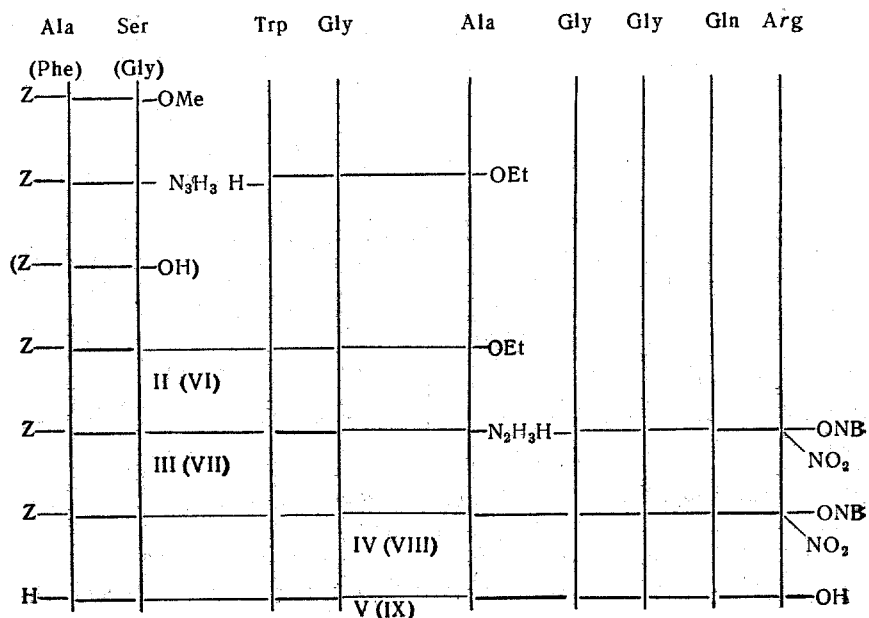 Ala Ser Trp Gly Ala Gly Gly Gln Arg
(Phe) (Gly)
Z OMe
Z N₃H₃ H OEt
(Z OH)
Z OEt
II (VI)
Z N₂H₃H ONB
III (VII) NO₂
Z ONB
IV (VIII) NO₂
H OH
V (IX)